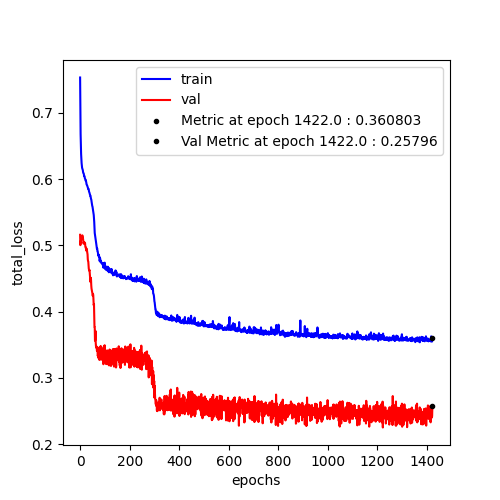 train
val
Metric at epoch 1422.0 : 0.360803
Val Metric at epoch 1422.0 : 0.25796
total_loss
0.7
0.6
0.5
0.4
0.3
0.2
0 200 400 600 800 1000 1200 1400
epochs